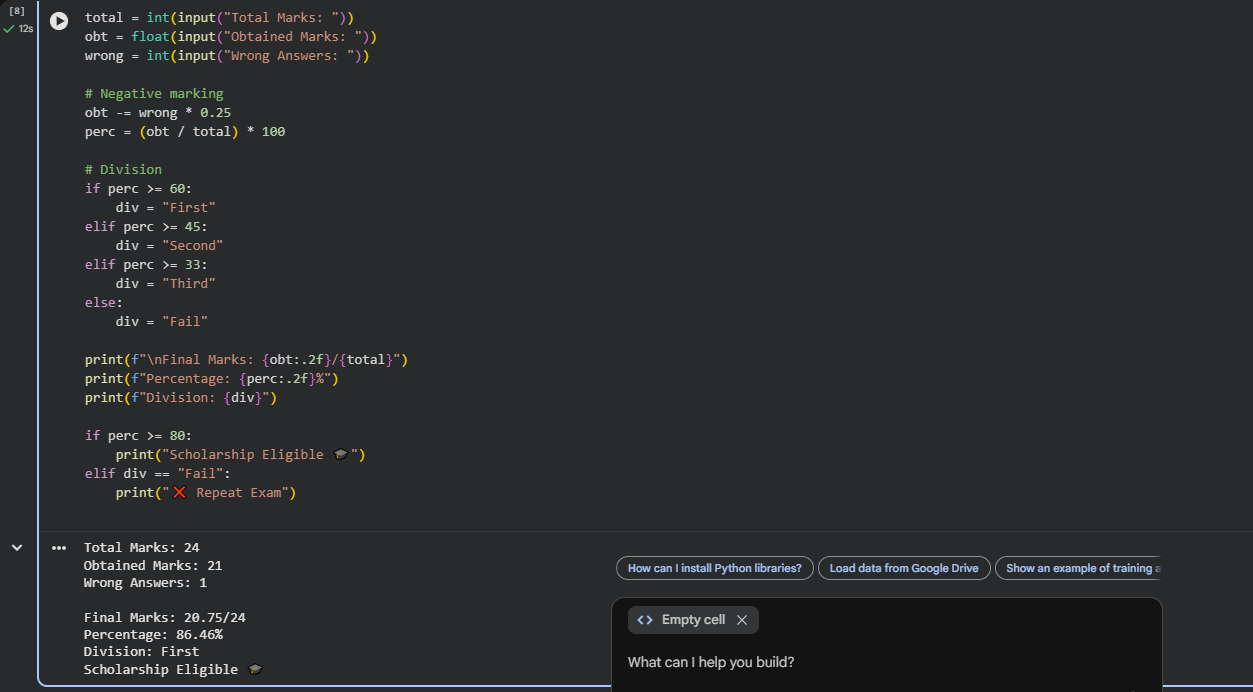 [8]
12s
total = int(input("Total Marks: "))
obt = float(input("Obtained Marks: "))
wrong = int(input("Wrong Answers: "))
# Negative marking
obt -= wrong * 0.25
perc = (obt / total) * 100
# Division
if perc >= 60:
    div = "First"
elif perc >= 45:
    div = "Second"
elif perc >= 33:
    div = "Third"
else:
    div = "Fail"
print(f"\nFinal Marks: {obt:.2f}/{total}")
print(f"Percentage: {perc:.2f}%")
print(f"Division: {div}")
if perc >= 80:
    print("Scholarship Eligible 🎓")
elif div == "Fail":
    print("❌ Repeat Exam")
Total Marks: 24
Obtained Marks: 21
Wrong Answers: 1
Final Marks: 20.75/24
Percentage: 86.46%
Division: First
Scholarship Eligible 🎓
How can I install Python libraries?
Load data from Google Drive
Show an example of training
Empty cell
What can I help you build?